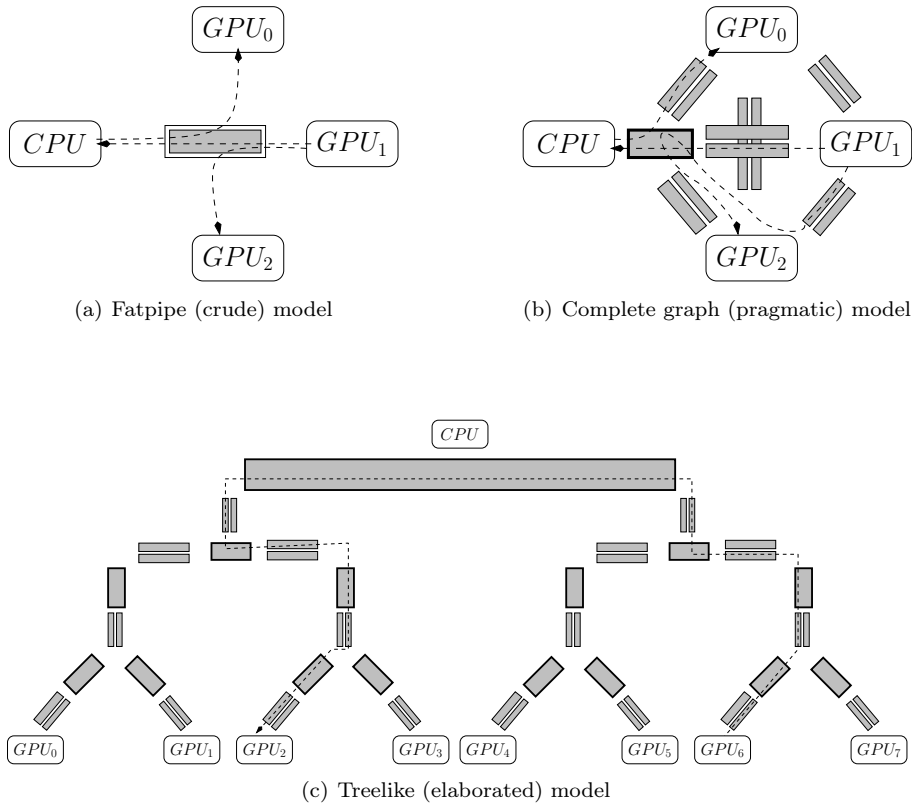 GPU₀
CPU
GPU₁
GPU₂
(a) Fatpipe (crude) model
GPU₀
CPU
GPU₁
GPU₂
(b) Complete graph (pragmatic) model
CPU
GPU₀ GPU₁ GPU₂ GPU₃ GPU₄ GPU₅ GPU₆ GPU₇
(c) Treelike (elaborated) model